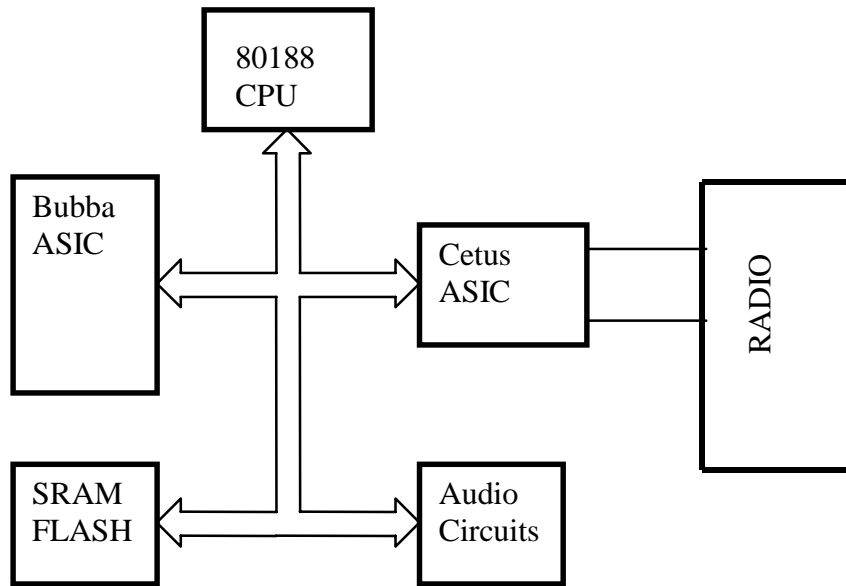 80188
CPU
Bubba
ASIC
Cetus
ASIC
RADIO
SRAM
FLASH
Audio
Circuits